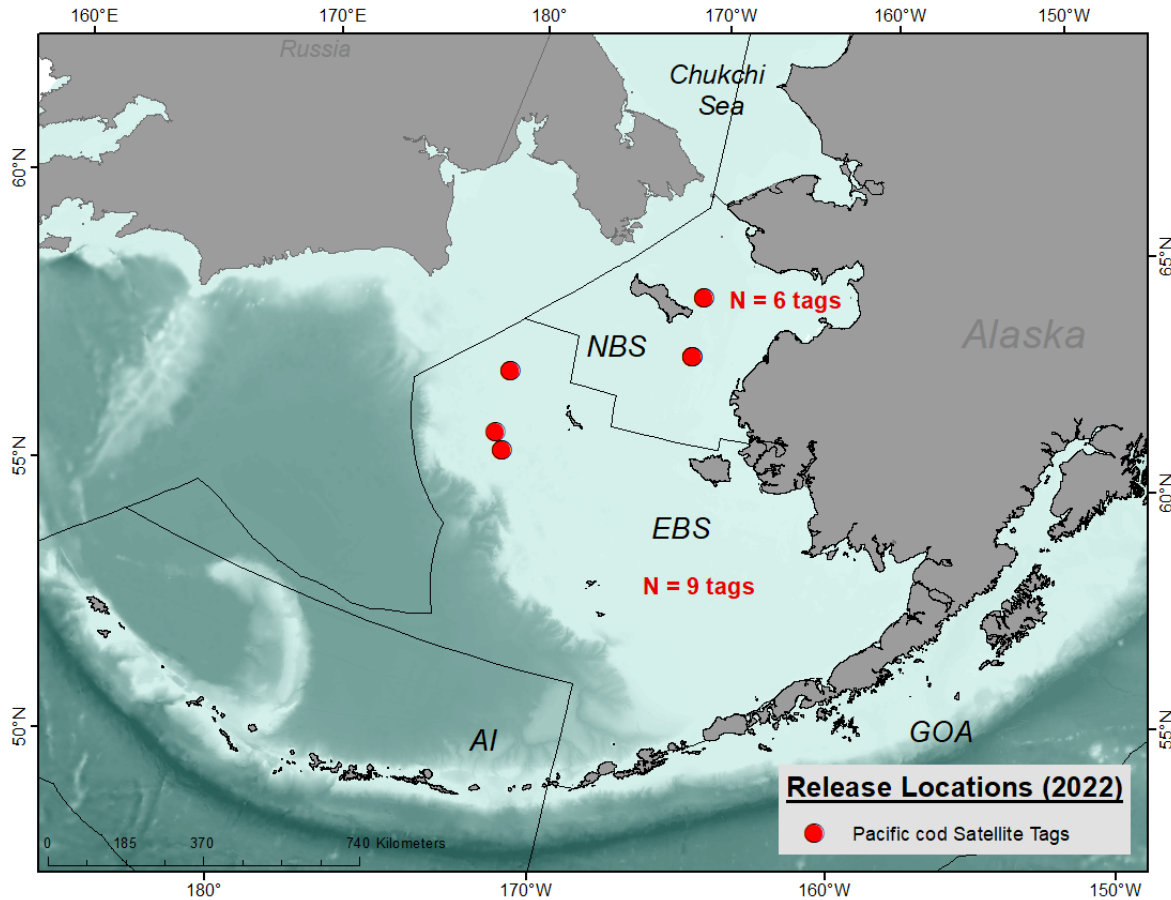 160°E 170°E 180° 170°W 160°W 150°W
Russia
Chukchi
Sea
60°N
65°N
N = 6 tags
Alaska
NBS
55°N
60°N
EBS
N = 9 tags
50°N
55°N
AI
GOA
Release Locations (2022)
Pacific cod Satellite Tags
0 185 370 740 Kilometers
180° 170°W 160°W 150°W